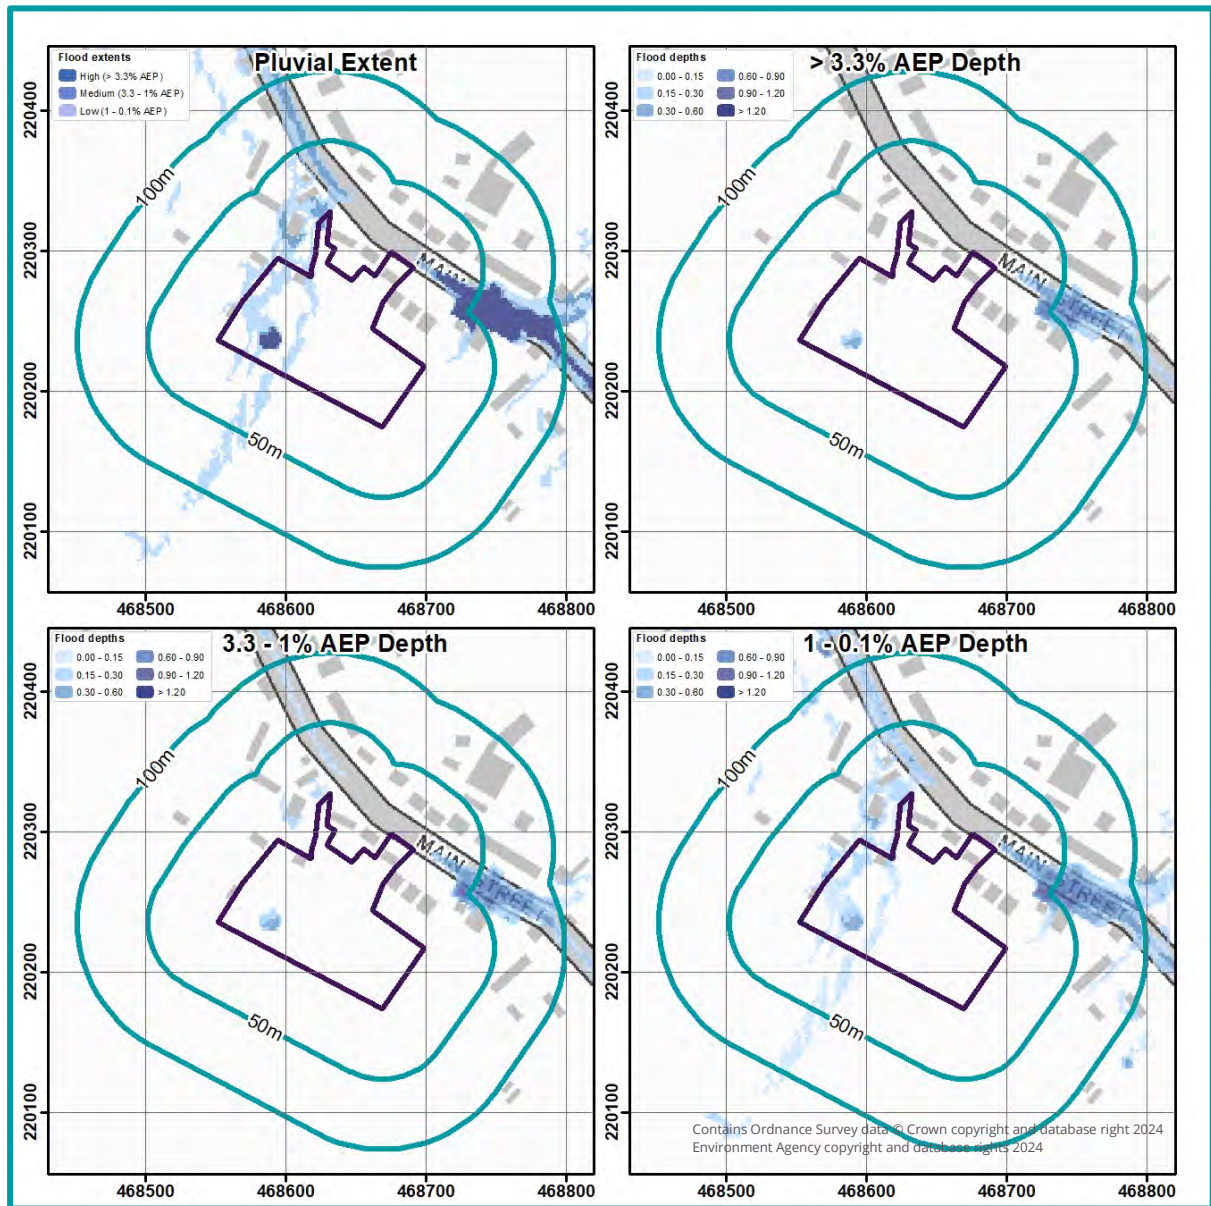 Pluvial Extent
Flood extents
High (> 3.3% AEP)
Medium (3.3 - 1% AEP)
Low (1 - 0.1% AEP)
100m
50m
MAIN
220400
220300
220200
220100
468500 468600 468700 468800
> 3.3% AEP Depth
Flood depths
0.00 - 0.15 0.60 - 0.90
0.15 - 0.30 0.90 - 1.20
0.30 - 0.60 > 1.20
100m
50m
MAIN STREET
220400
220300
220200
220100
468500 468600 468700 468800
3.3 - 1% AEP Depth
Flood depths
0.00 - 0.15 0.60 - 0.90
0.15 - 0.30 0.90 - 1.20
0.30 - 0.60 > 1.20
100m
50m
MAIN STREET
220400
220300
220200
220100
468500 468600 468700 468800
1 - 0.1% AEP Depth
Flood depths
0.00 - 0.15 0.60 - 0.90
0.15 - 0.30 0.90 - 1.20
0.30 - 0.60 > 1.20
100m
50m
MAIN STREET
220400
220300
220200
220100
468500 468600 468700 468800
Contains Ordnance Survey data © Crown copyright and database right 2024
Environment Agency copyright and database rights 2024